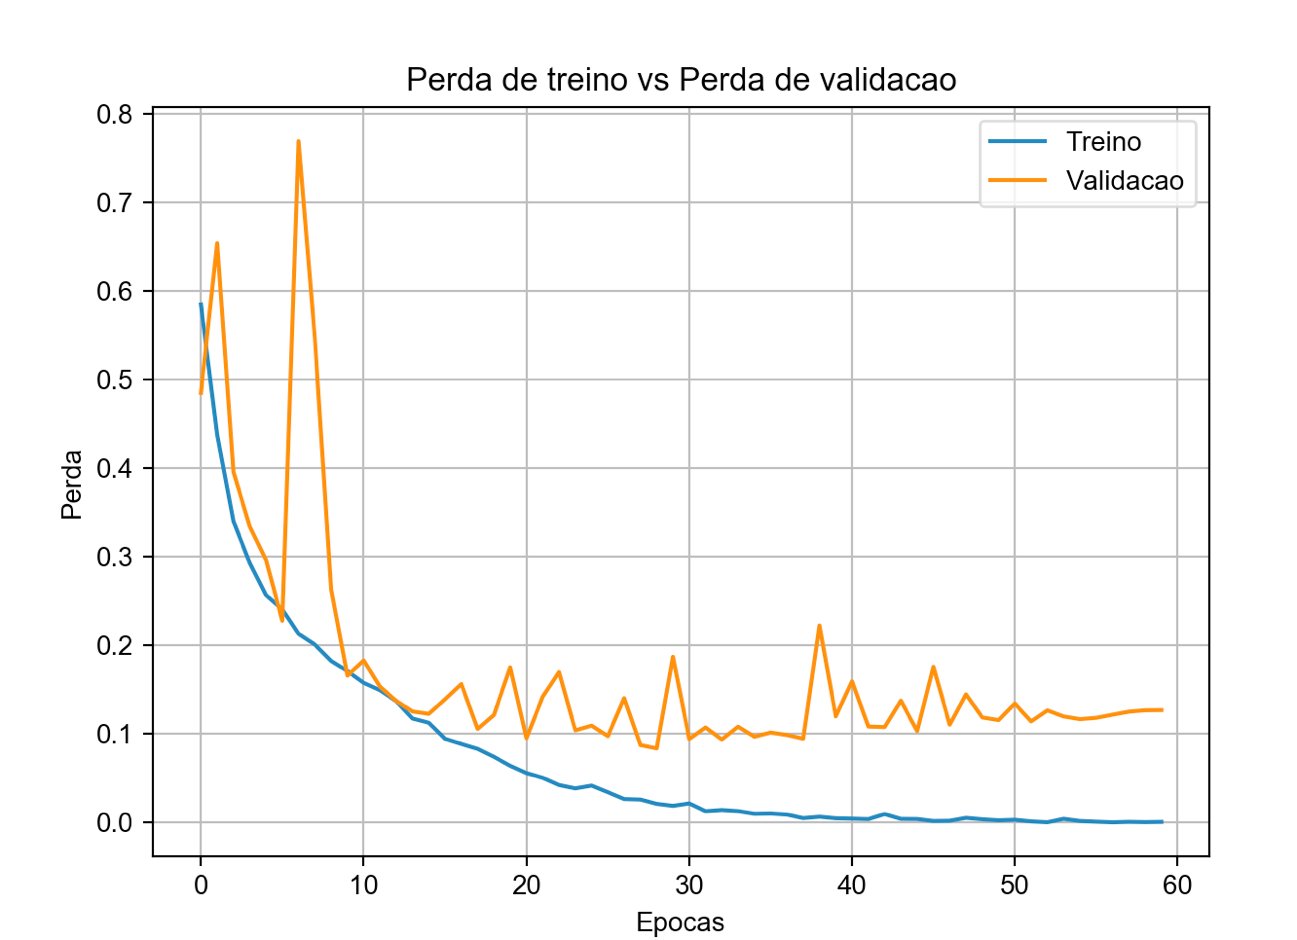 Perda de treino vs Perda de validacao
Treino
Validacao
Perda
0.8
0.7
0.6
0.5
0.4
0.3
0.2
0.1
0.0
0 10 20 30 40 50 60
Epocas